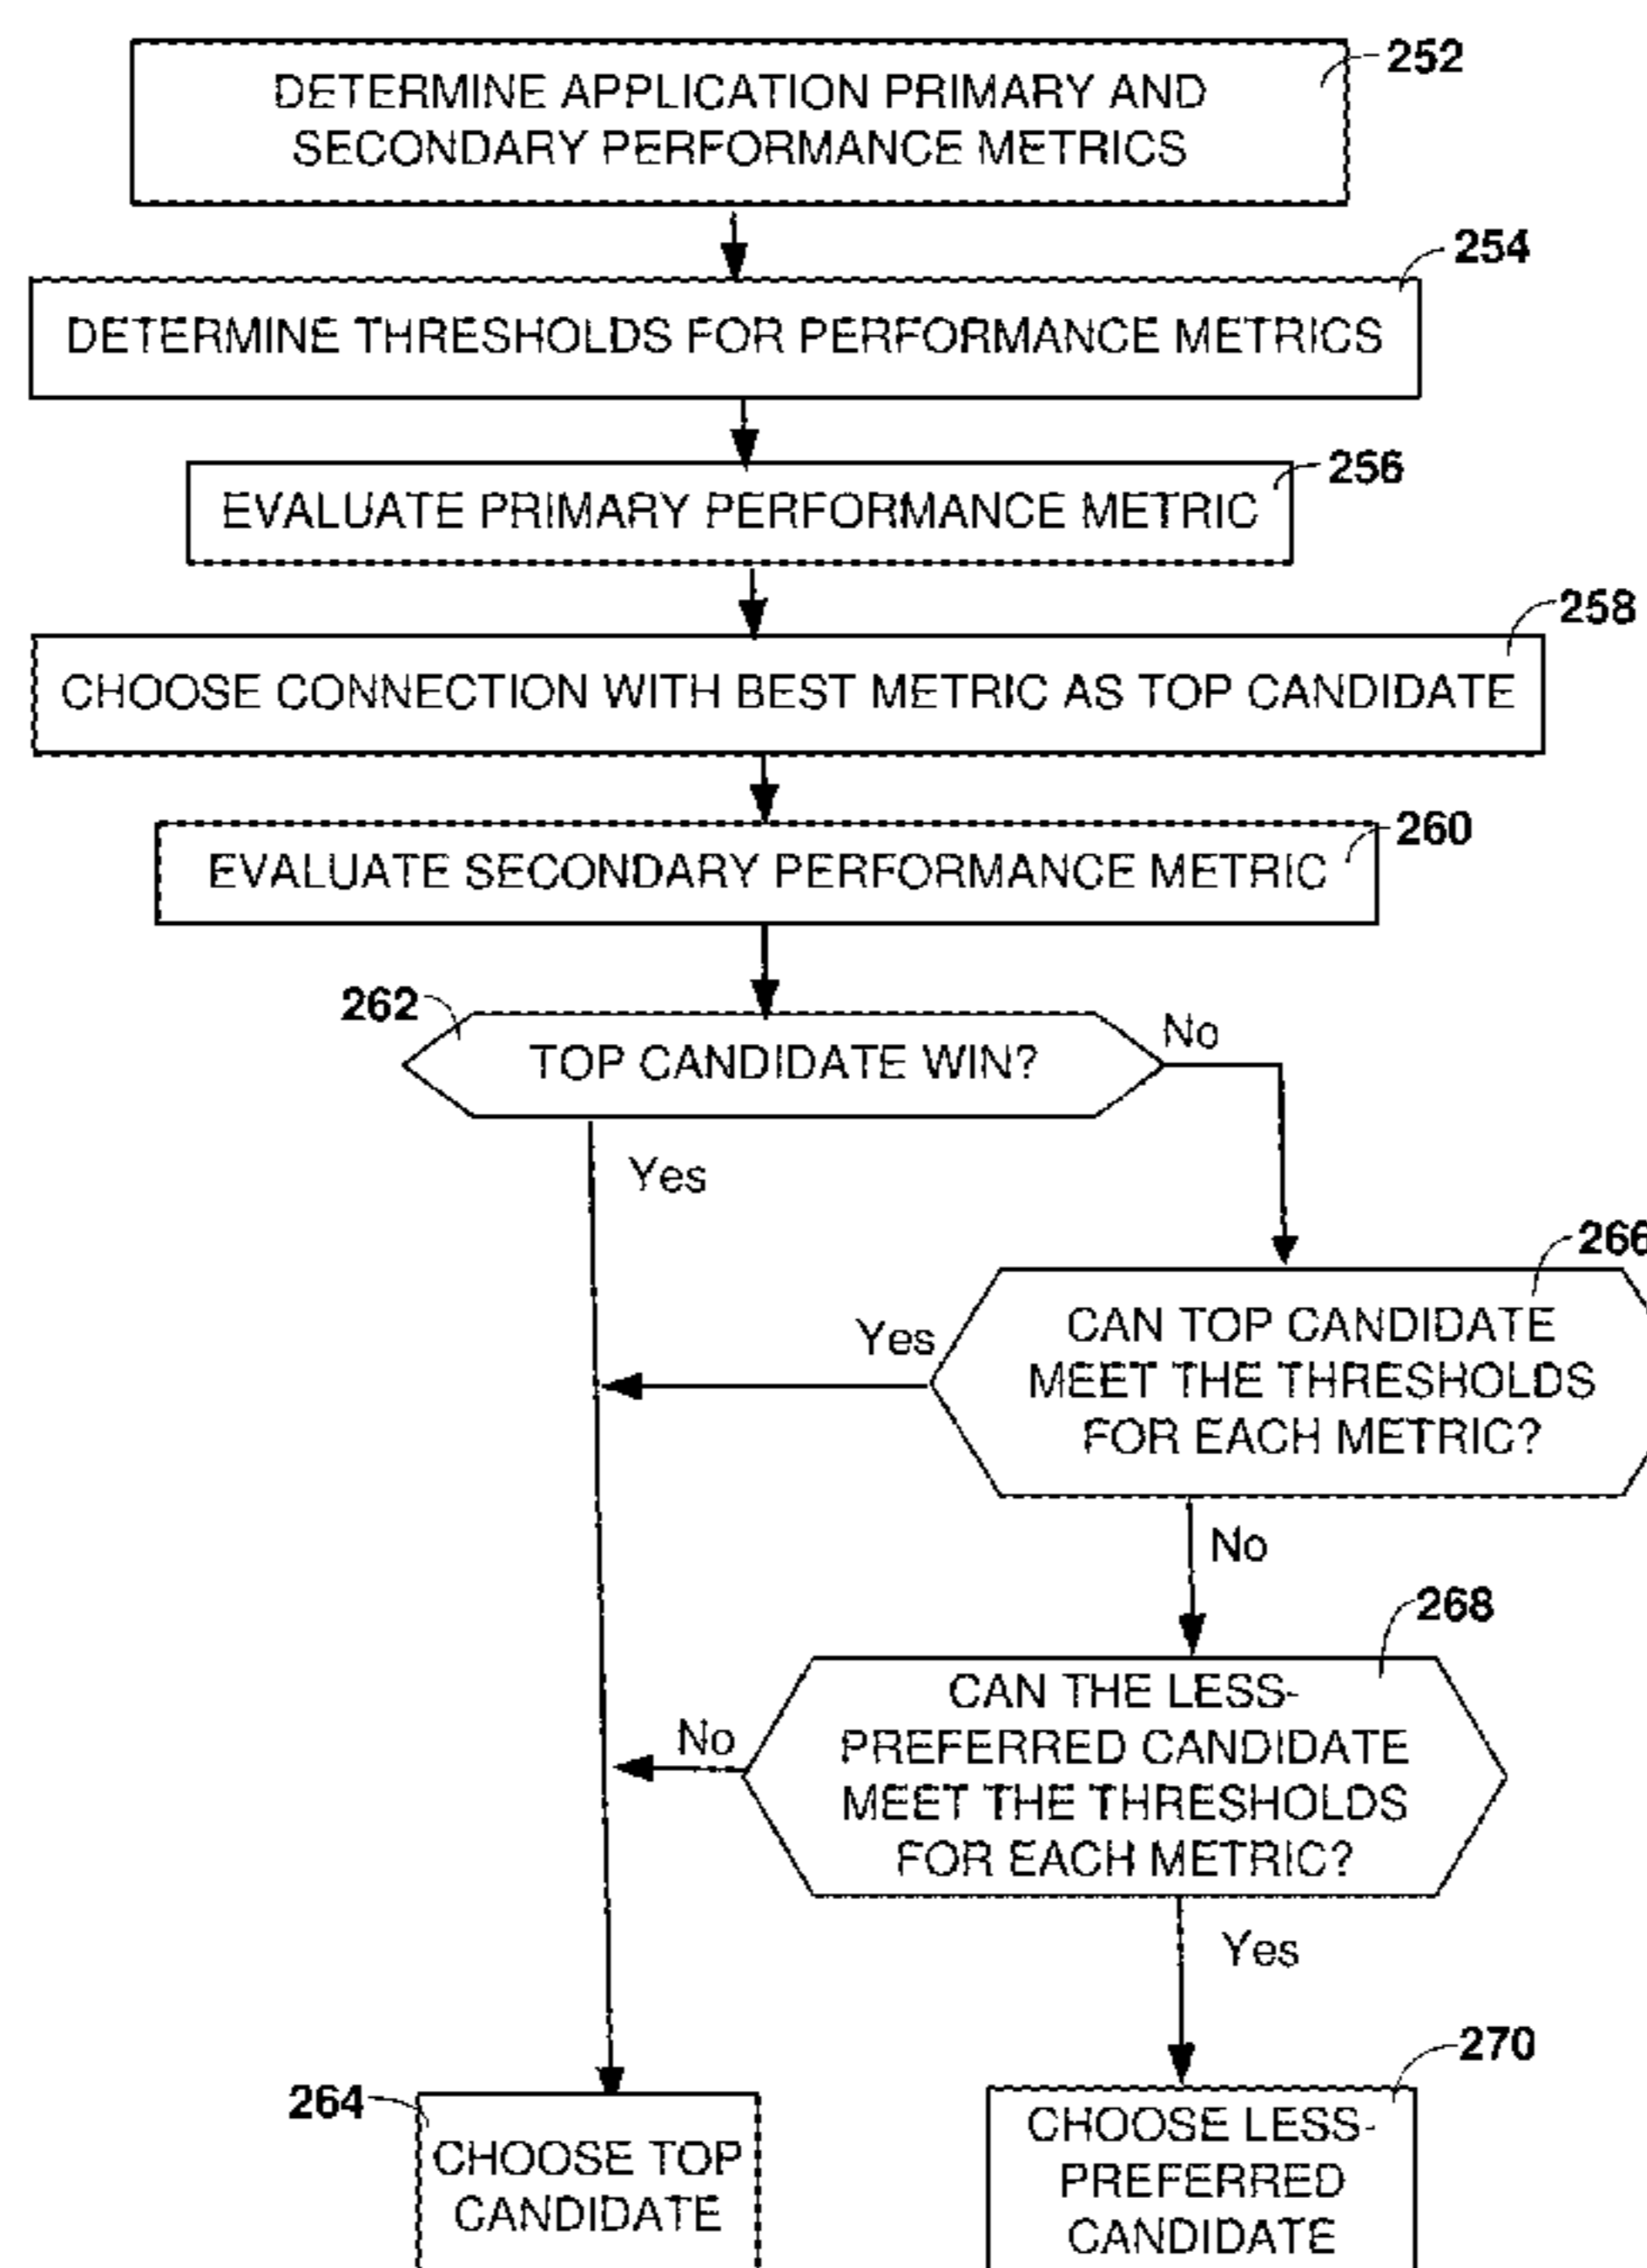 252
DETERMINE APPLICATION PRIMARY AND
SECONDARY PERFORMANCE METRICS
254
DETERMINE THRESHOLDS FOR PERFORMANCE METRICS
256
EVALUATE PRIMARY PERFORMANCE METRIC
258
CHOOSE CONNECTION WITH BEST METRIC AS TOP CANDIDATE
260
EVALUATE SECONDARY PERFORMANCE METRIC
262
TOP CANDIDATE WIN?
No
Yes
266
CAN TOP CANDIDATE
MEET THE THRESHOLDS
FOR EACH METRIC?
Yes
No
268
CAN THE LESS-
PREFERRED CANDIDATE
MEET THE THRESHOLDS
FOR EACH METRIC?
No
Yes
264
CHOOSE TOP
CANDIDATE
270
CHOOSE LESS-
PREFERRED
CANDIDATE